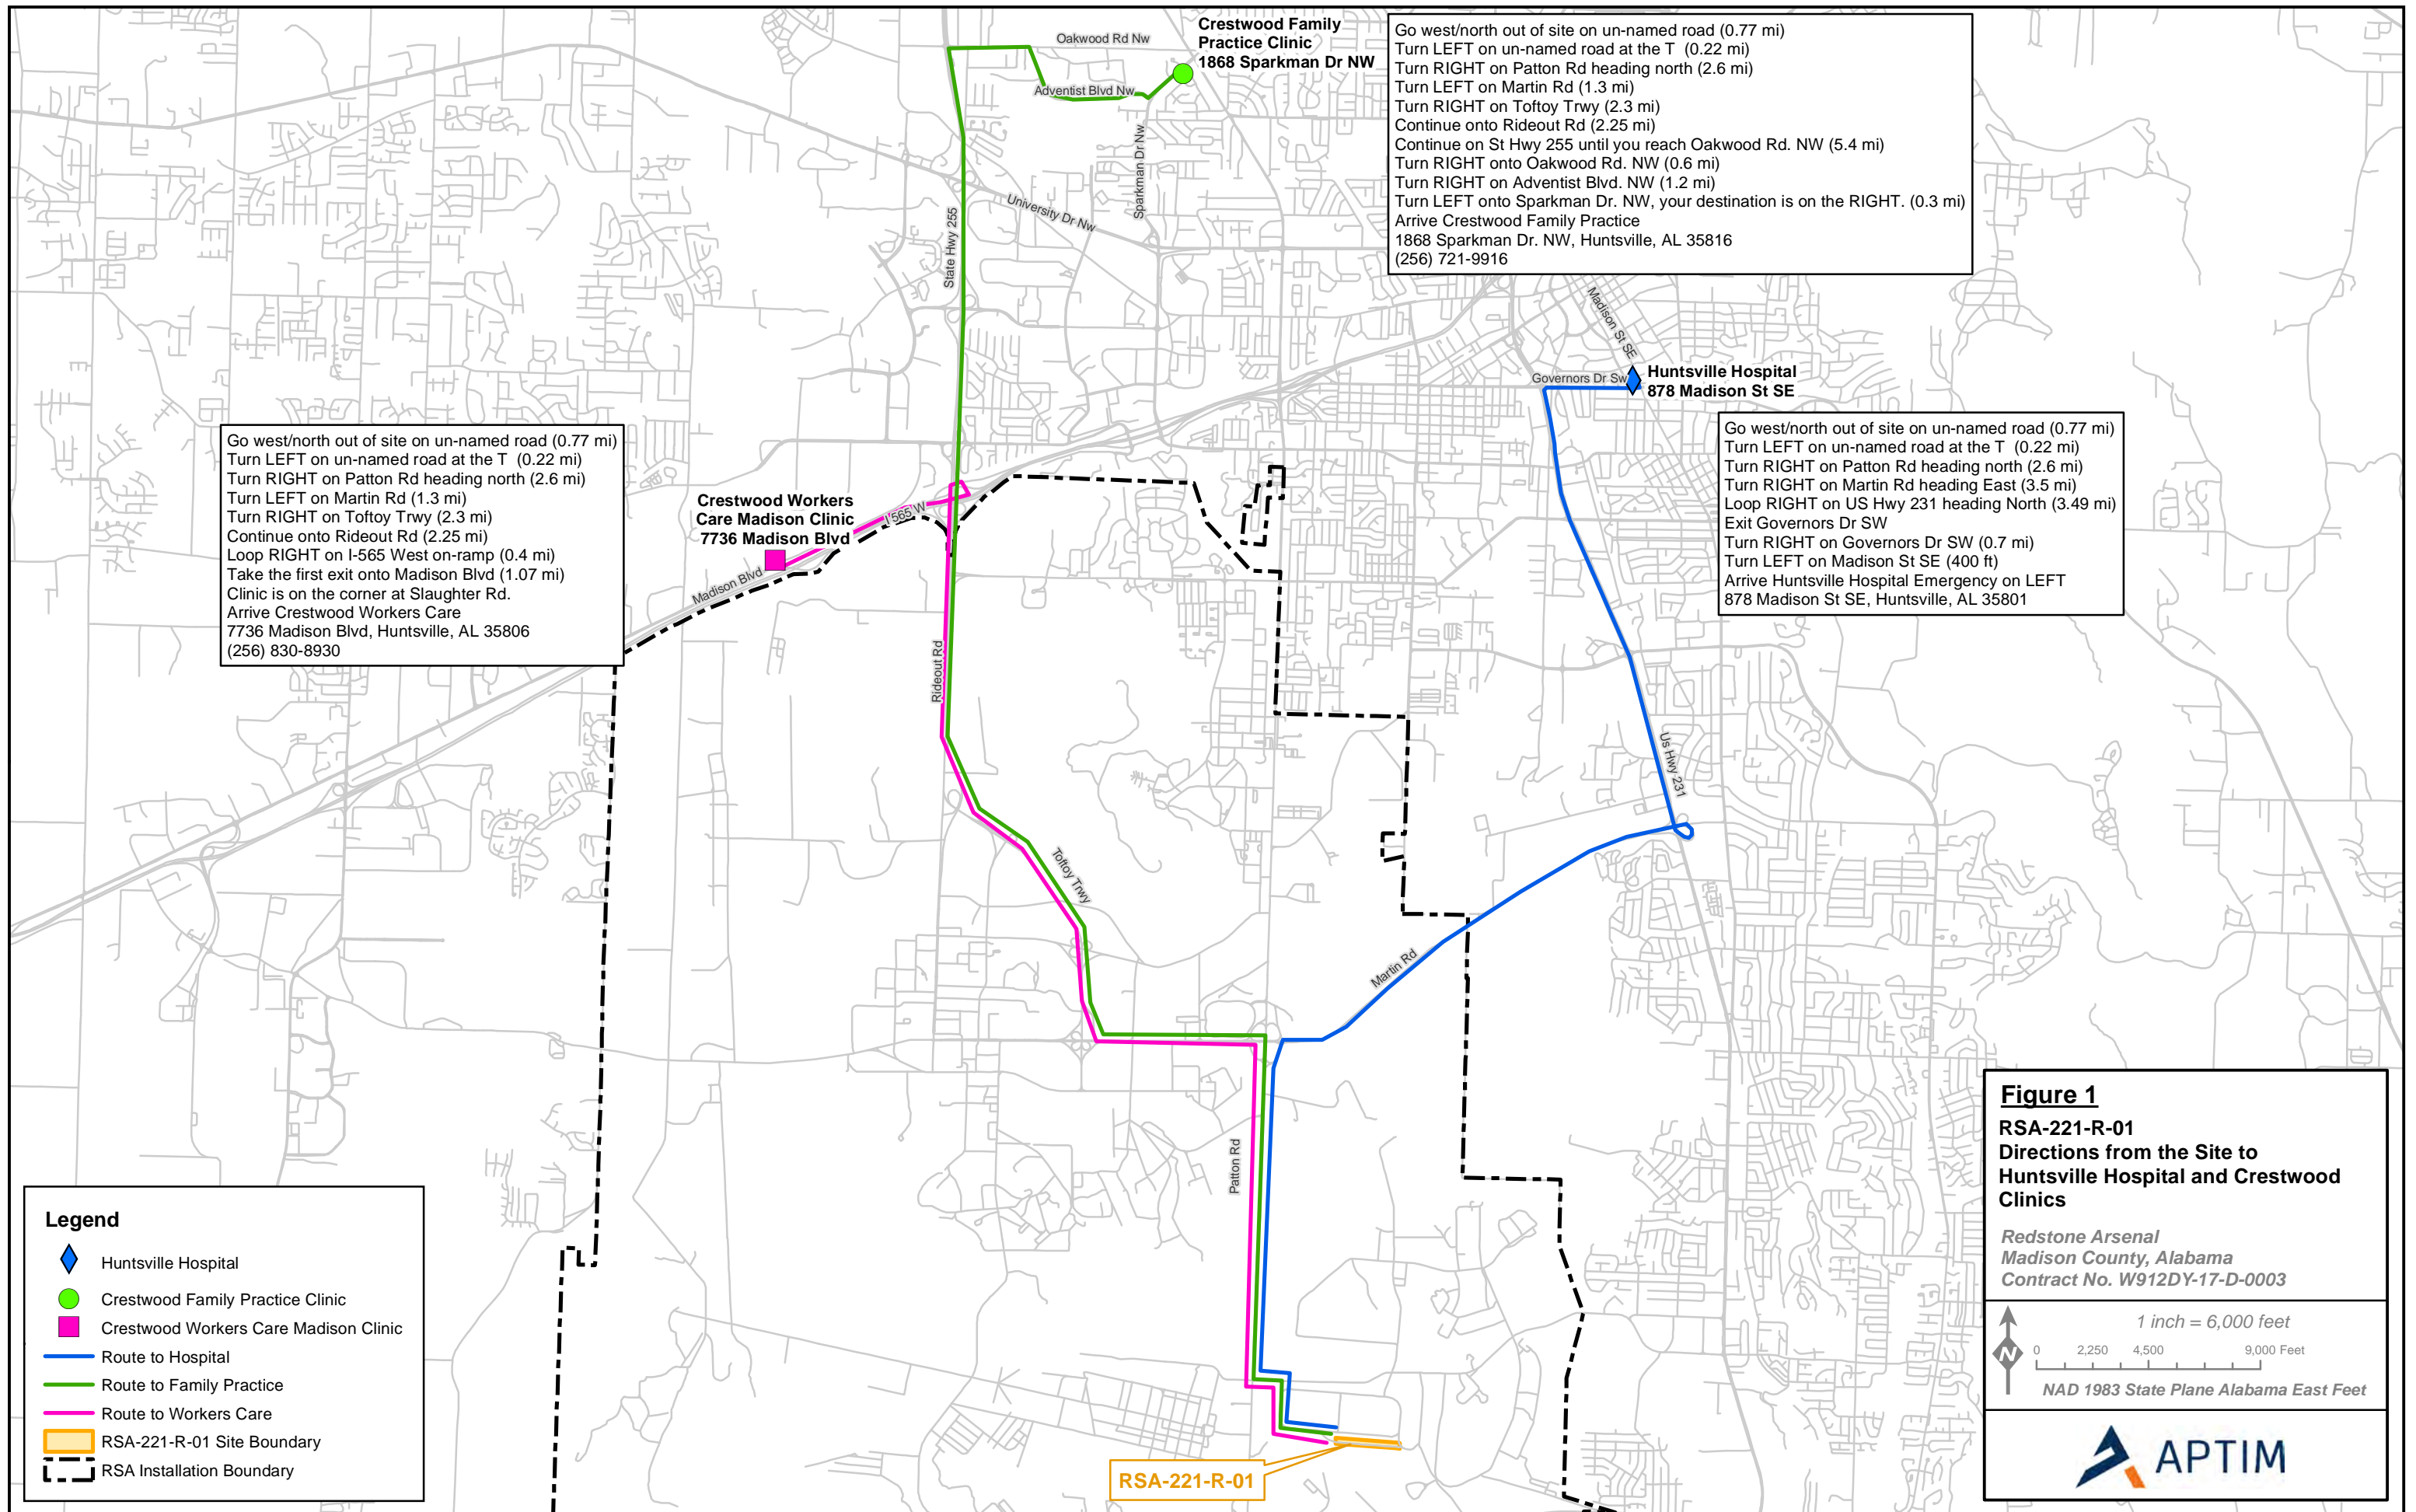 Crestwood Family
Practice Clinic
1868 Sparkman Dr NW
Go west/north out of site on un-named road (0.77 mi)
Turn LEFT on un-named road at the T (0.22 mi)
Turn RIGHT on Patton Rd heading north (2.6 mi)
Turn LEFT on Martin Rd (1.3 mi)
Turn RIGHT on Toftoy Trwy (2.3 mi)
Continue onto Rideout Rd (2.25 mi)
Continue on St Hwy 255 until you reach Oakwood Rd. NW (5.4 mi)
Turn RIGHT onto Oakwood Rd. NW (0.6 mi)
Turn RIGHT on Adventist Blvd. NW (1.2 mi)
Turn LEFT onto Sparkman Dr. NW, your destination is on the RIGHT. (0.3 mi)
Arrive Crestwood Family Practice
1868 Sparkman Dr. NW, Huntsville, AL 35816
(256) 721-9916
Oakwood Rd Nw
Adventist Blvd Nw
Sparkman Dr Nw
University Dr Nw
State Hwy 255
Madison St SE
Governors Dr Sw
Huntsville Hospital
878 Madison St SE
Go west/north out of site on un-named road (0.77 mi)
Turn LEFT on un-named road at the T (0.22 mi)
Turn RIGHT on Patton Rd heading north (2.6 mi)
Turn RIGHT on Martin Rd heading East (3.5 mi)
Loop RIGHT on US Hwy 231 heading North (3.49 mi)
Exit Governors Dr SW
Turn RIGHT on Governors Dr SW (0.7 mi)
Turn LEFT on Madison St SE (400 ft)
Arrive Huntsville Hospital Emergency on LEFT
878 Madison St SE, Huntsville, AL 35801
Go west/north out of site on un-named road (0.77 mi)
Turn LEFT on un-named road at the T (0.22 mi)
Turn RIGHT on Patton Rd heading north (2.6 mi)
Turn LEFT on Martin Rd (1.3 mi)
Turn RIGHT on Toftoy Trwy (2.3 mi)
Continue onto Rideout Rd (2.25 mi)
Loop RIGHT on I-565 West on-ramp (0.4 mi)
Take the first exit onto Madison Blvd (1.07 mi)
Clinic is on the corner at Slaughter Rd.
Arrive Crestwood Workers Care
7736 Madison Blvd, Huntsville, AL 35806
(256) 830-8930
Crestwood Workers
Care Madison Clinic
7736 Madison Blvd
I 565 W
Madison Blvd
Rideout Rd
Us Hwy 231
Toftoy Trwy
Martin Rd
Patton Rd
RSA-221-R-01
Legend
Huntsville Hospital
Crestwood Family Practice Clinic
Crestwood Workers Care Madison Clinic
Route to Hospital
Route to Family Practice
Route to Workers Care
RSA-221-R-01 Site Boundary
RSA Installation Boundary
Figure 1
RSA-221-R-01
Directions from the Site to
Huntsville Hospital and Crestwood
Clinics
Redstone Arsenal
Madison County, Alabama
Contract No. W912DY-17-D-0003
1 inch = 6,000 feet
N
0 2,250 4,500 9,000 Feet
NAD 1983 State Plane Alabama East Feet
APTIM